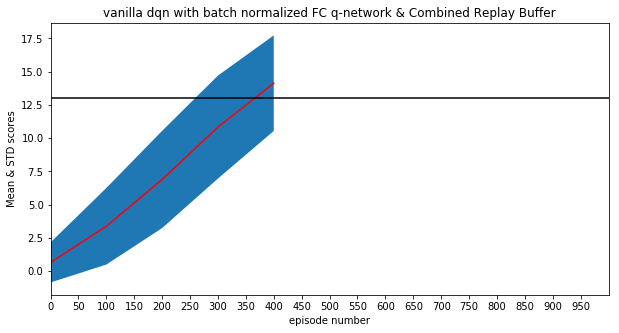 vanilla dqn with batch normalized FC q-network & Combined Replay Buffer
Mean & STD scores
17.5
15.0
12.5
10.0
7.5
5.0
2.5
0.0
0 50 100 150 200 250 300 350 400 450 500 550 600 650 700 750 800 850 900 950
episode number